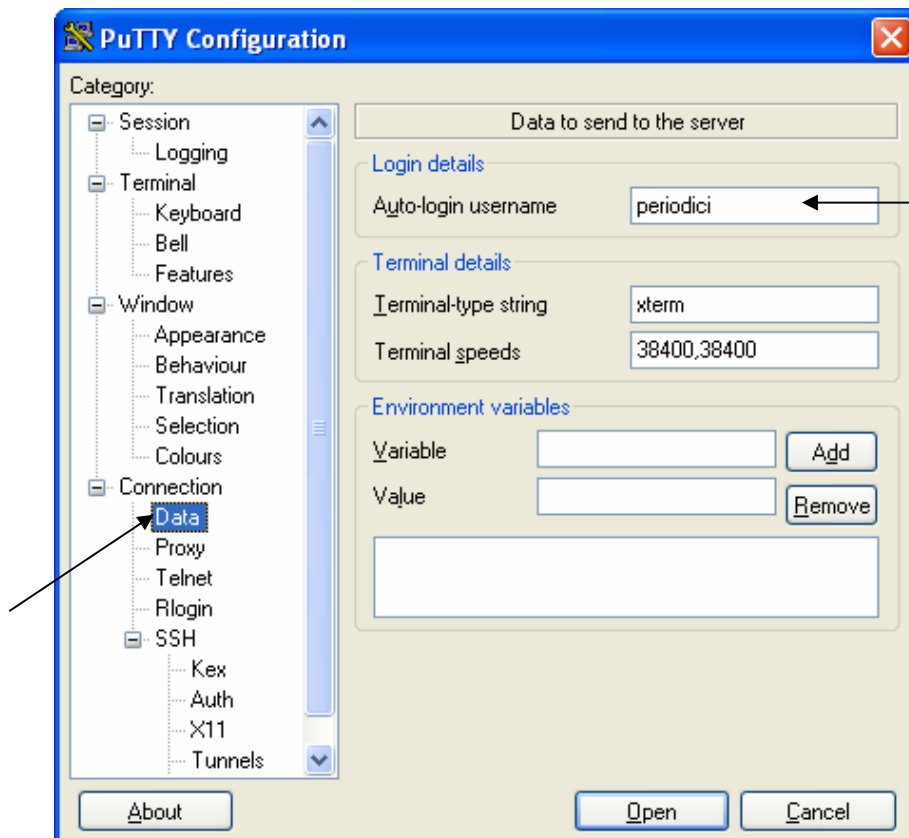 PuTTY Configuration
Category:
Session
Logging
Terminal
Keyboard
Bell
Features
Window
Appearance
Behaviour
Translation
Selection
Colours
Connection
Data
Proxy
Telnet
Rlogin
SSH
Kex
Auth
X11
Tunnels
Data to send to the server
Login details
Auto-login username periodici
Terminal details
Terminal-type string xterm
Terminal speeds 38400,38400
Environment variables
Variable Add
Value Remove
About Open Cancel